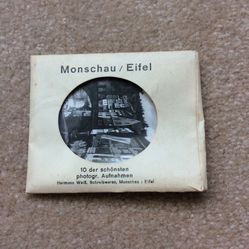 Monschau / Eifel
10 der schönsten
photogr. Aufnahmen
Hermann Weiß, Schreibwaren, Monschau - Eifel